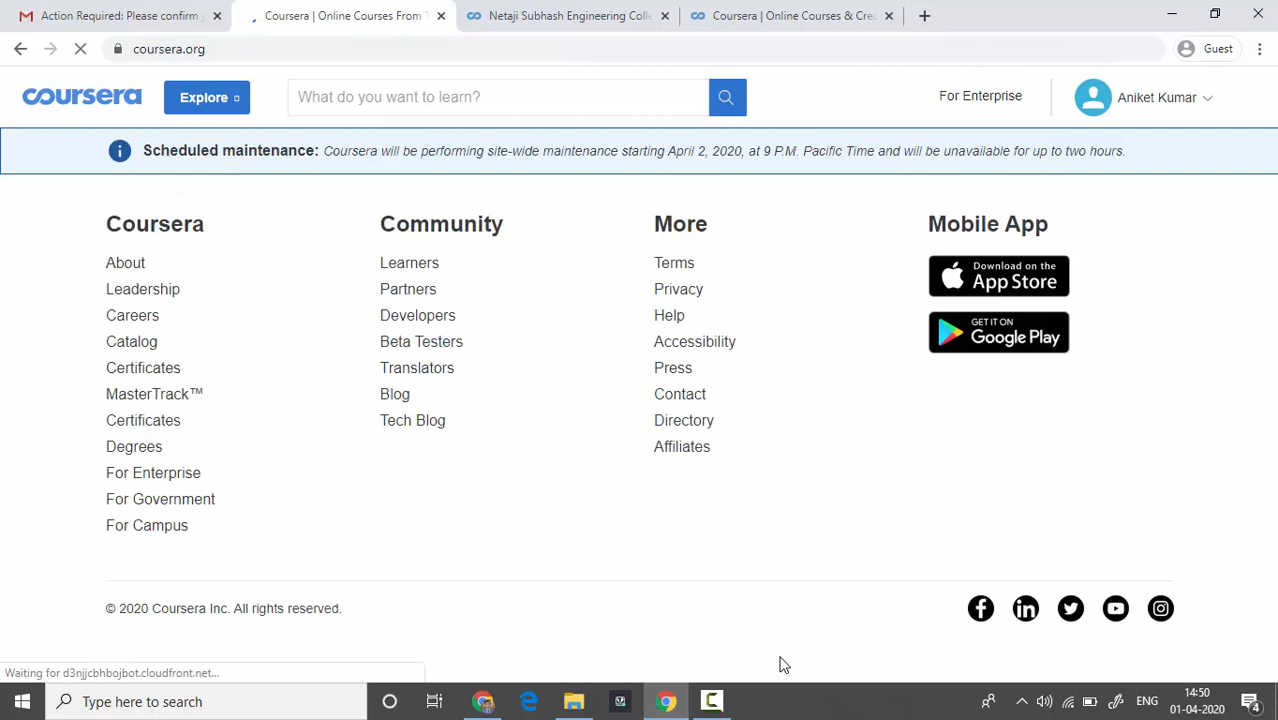 Action Required: Please confirm y
Coursera | Online Courses From T
Netaji Subhash Engineering Colle
Coursera | Online Courses & Cred
coursera.org
Guest
coursera
Explore
What do you want to learn?
For Enterprise
Aniket Kumar
Scheduled maintenance: Coursera will be performing site-wide maintenance starting April 2, 2020, at 9 P.M. Pacific Time and will be unavailable for up to two hours.
Coursera
About
Leadership
Careers
Catalog
Certificates
MasterTrack™
Certificates
Degrees
For Enterprise
For Government
For Campus
Community
Learners
Partners
Developers
Beta Testers
Translators
Blog
Tech Blog
More
Terms
Privacy
Help
Accessibility
Press
Contact
Directory
Affiliates
Mobile App
Download on the
App Store
GET IT ON
Google Play
© 2020 Coursera Inc. All rights reserved.
Waiting for d3njjcbhbojbot.cloudfront.net...
Type here to search
ENG
14:50
01-04-2020
4